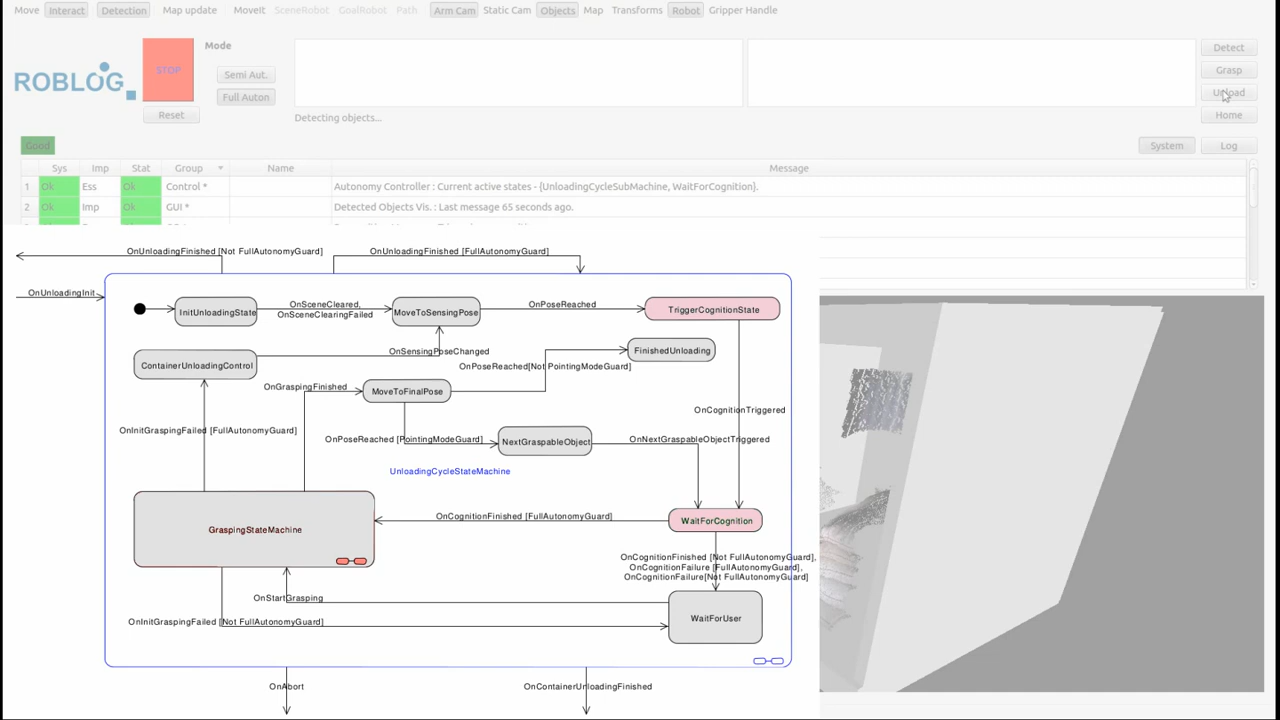 Move Interact Detection Map update MoveIt SceneRobot GoalRobot Path Arm Cam Static Cam Objects Map Transforms Robot Gripper Handle
ROBLOG
STOP
Reset
Mode
Semi Aut.
Full Auton
Detecting objects...
Detect
Grasp
Unload
Home
Good
System Log
Sys Imp Stat Group Name Message
1 Ok Ess Ok Control * Autonomy Controller : Current active states - {UnloadingCycleSubMachine, WaitForCognition}.
2 Ok Imp Ok GUI * Detected Objects Vis. : Last message 65 seconds ago.
OnUnloadingFinished [Not FullAutonomyGuard]
OnUnloadingFinished [FullAutonomyGuard]
OnUnloadingInit
InitUnloadingState
OnSceneCleared,
OnSceneClearingFailed
MoveToSensingPose
OnPoseReached
TriggerCognitionState
OnSensingPoseChanged
ContainerUnloadingControl
FinishedUnloading
OnPoseReached[Not PointingModeGuard]
OnGraspingFinished
MoveToFinalPose
OnCognitionTriggered
OnInitGraspingFailed [FullAutonomyGuard]
OnPoseReached [PointingModeGuard]
NextGraspableObject
OnNextGraspableObjectTriggered
UnloadingCycleStateMachine
GraspingStateMachine
OnCognitionFinished [FullAutonomyGuard]
WaitForCognition
OnCognitionFinished [Not FullAutonomyGuard],
OnCognitionFailure [FullAutonomyGuard],
OnCognitionFailure[Not FullAutonomyGuard]
OnStartGrasping
WaitForUser
OnInitGraspingFailed [Not FullAutonomyGuard]
OnAbort
OnContainerUnloadingFinished